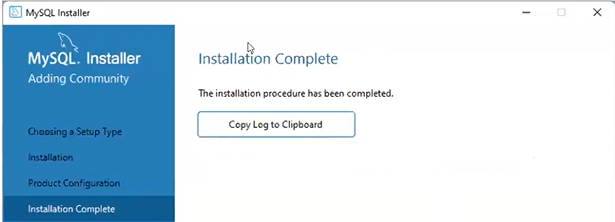 MySQL Installer
MySQL. Installer
Adding Community
Choosing a Setup Type
Installation
Product Configuration
Installation Complete
Installation Complete
The installation procedure has been completed.
Copy Log to Clipboard